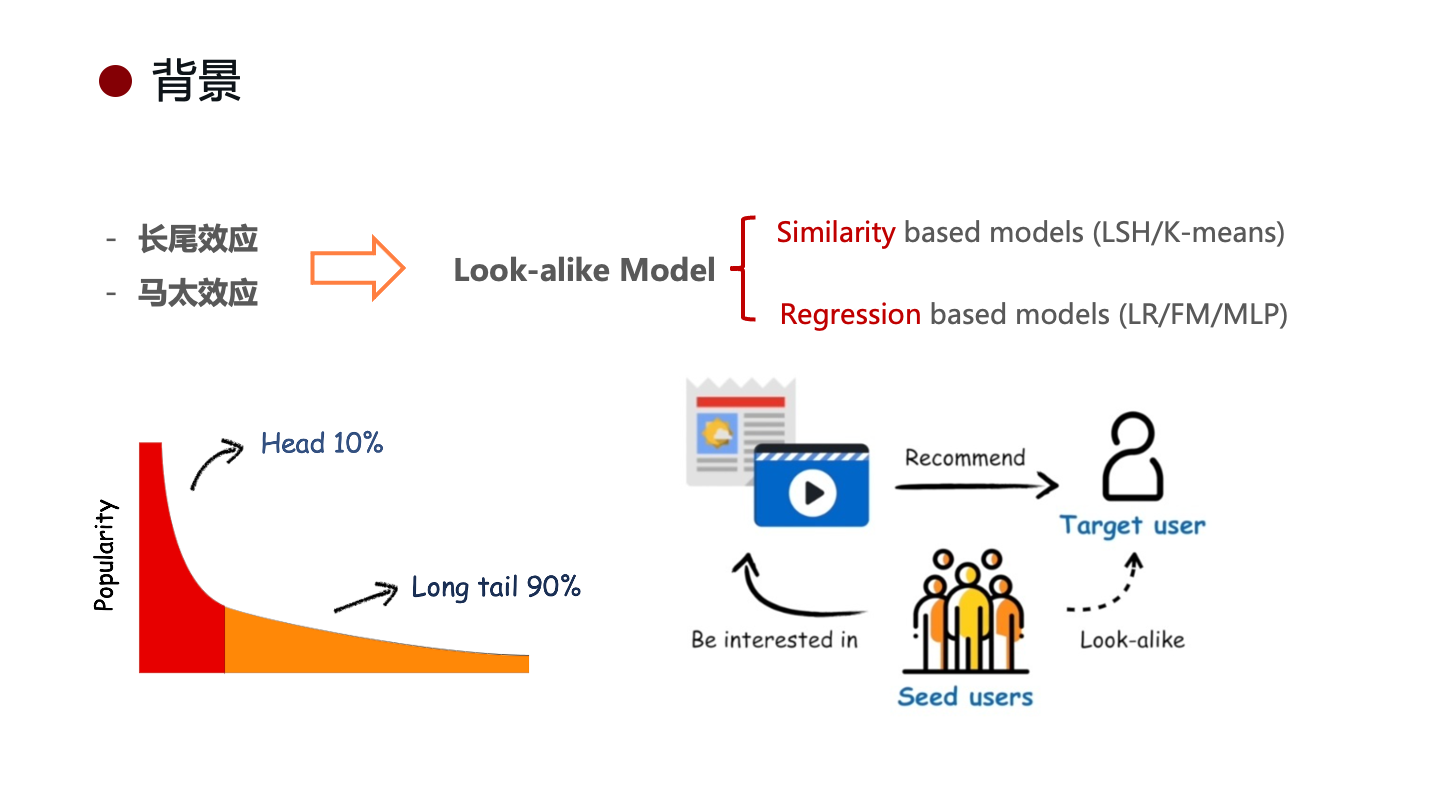 背景
- 长尾效应
- 马太效应
Look-alike Model
Similarity based models (LSH/K-means)
Regression based models (LR/FM/MLP)
Popularity
Head 10%
Long tail 90%
Recommend
Target user
Be interested in
Look-alike
Seed users